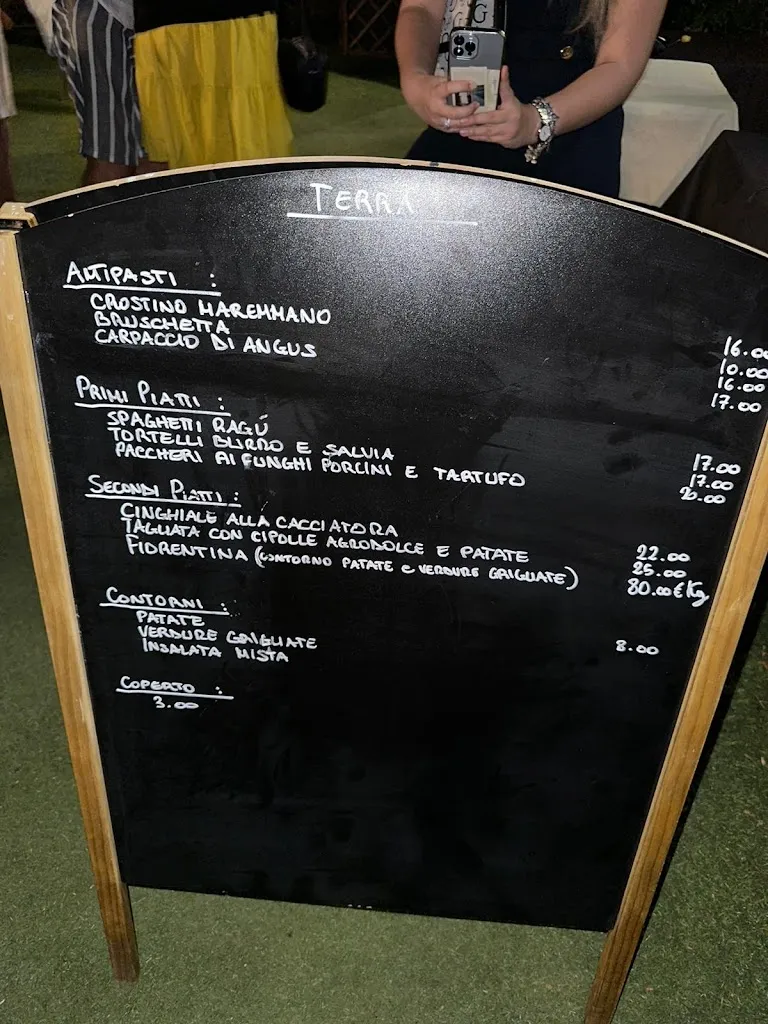 G
TERRA
ANTIPASTI :
CROSTINO MAREMMANO
BRUSCHETTA
CARPACCIO DI ANGUS
16.00
10.00
16.00
17.00
PRIMI PIATTI :
SPAGHETTI RAGÚ
TORTELLI BURRO E SALVIA
PACCHERI AI FUNGHI PORCINI E TARTUFO
17.00
17.00
20.00
SECONDI PIATTI :
CINGHIALE ALLA CACCIATORA
TAGLIATA CON CIPOLLE AGRODOLCE E PATATE
FIORENTINA (CONTORNO PATATE e VERDURE GRIGLIATE)
22.00
25.00
80.00 €Kg
CONTORNI :
PATATE
VERDURE GRIGLIATE
INSALATA MISTA
8.00
COPERTO :
3.00